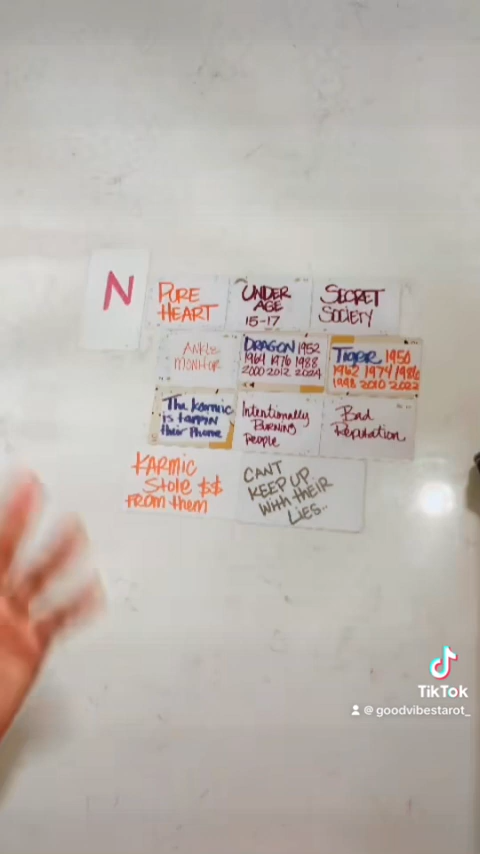 N
PURE
HEART
UNDER
AGE
15-17
SECRET
SOCIETY
ANKLE
MONITOR
DRAGON 1952
1964 1976 1988
2000 2012 2024
TIGER 1950
1962 1974 1986
1998 2010 2022
The karmic
is tappin
their Phone
Intentionally
BURNING
People
Bad
Reputation
KARMIC
Stole $$
FROM them
CANT
KEEP UP
WITH THEIR
LIES..
TikTok
@goodvibestarot_